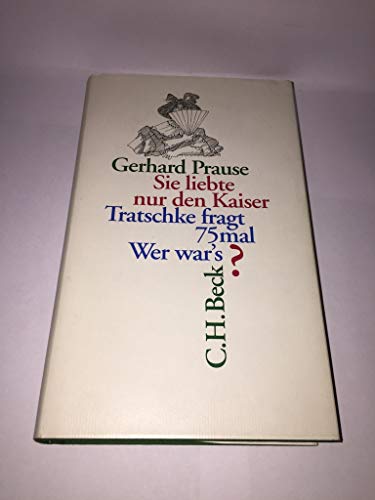 Gerhard Prause
Sie liebte
nur den Kaiser
Tratschke fragt
75mal
Wer war's?
C.H.Beck